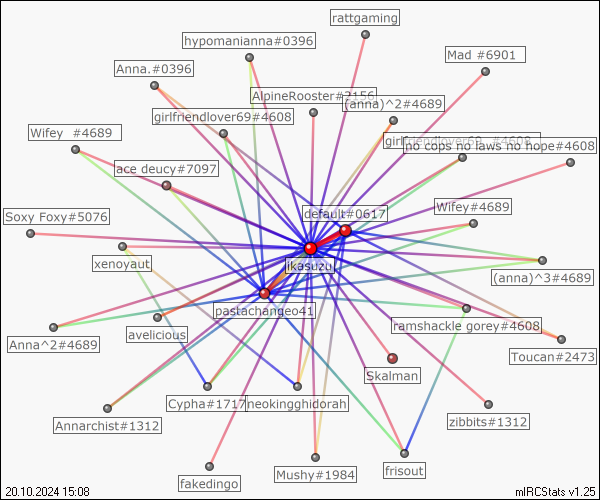 rattgaming
hypomanianna#0396
Mad #6901
Anna.#0396
AlpineRooster#2156
(anna)^2#4689
girlfriendlover69#4608
Wifey #4689
girlfriendlover69 #4608
no cops no laws no hope#4608
ace deucy#7097
Soxy Foxy#5076
default#0617
Wifey#4689
xenoyaut
jikasuzu
(anna)^3#4689
pastachangeo41
ramshackle gorey#4608
Anna^2#4689
avelicious
Toucan#2473
Skalman
Annarchist#1312
Cypha#1717
neokingghidorah
zibbits#1312
fakedingo
Mushy#1984
frisout
20.10.2024 15:08
mIRCStats v1.25